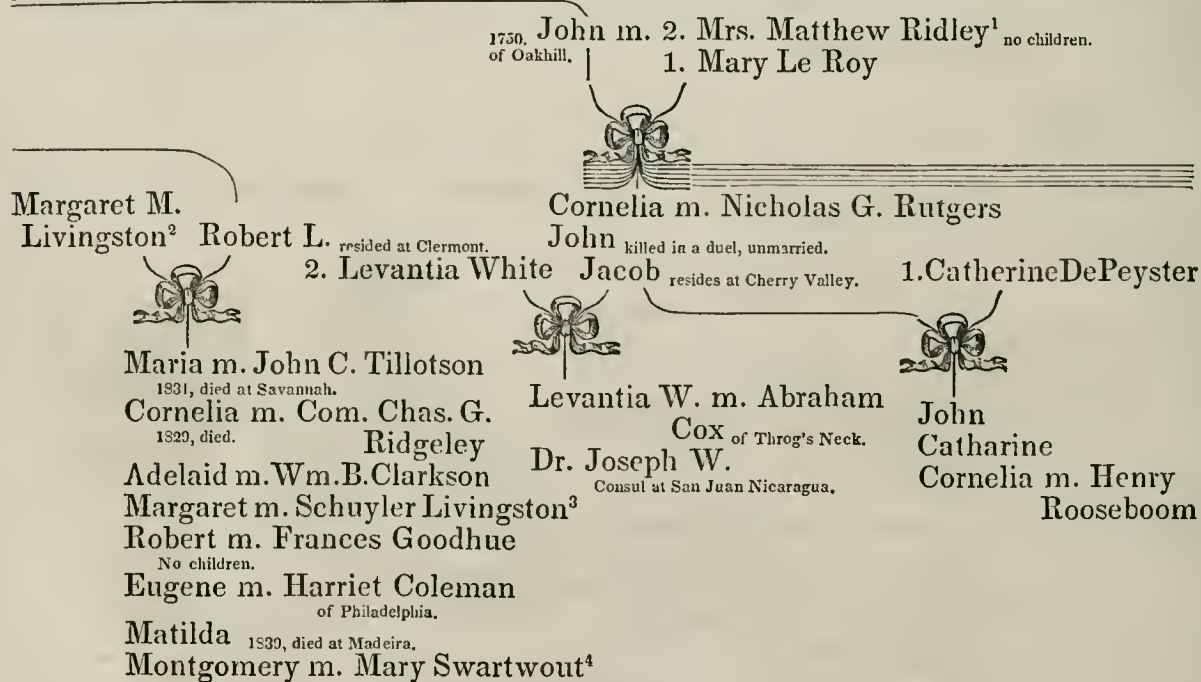 1750, John m. 2. Mrs. Matthew Ridley¹ no children.
of Oakhill. 1. Mary Le Roy
Margaret M.
Livingston² Robert L. resided at Clermont.
Cornelia m. Nicholas G. Rutgers
John killed in a duel, unmarried.
2. Levantia White Jacob resides at Cherry Valley. 1. Catherine DePeyster
Maria m. John C. Tillotson
1831, died at Savannah.
Cornelia m. Com. Chas. G.
1829, died. Ridgeley
Adelaid m. Wm. B. Clarkson
Margaret m. Schuyler Livingston³
Robert m. Frances Goodhue
No children.
Eugene m. Harriet Coleman
of Philadelphia.
Matilda 1839, died at Madeira.
Montgomery m. Mary Swartwout⁴
Levantia W. m. Abraham
Cox of Throg's Neck.
Dr. Joseph W.
Consul at San Juan Nicaragua.
John
Catharine
Cornelia m. Henry
Rooseboom